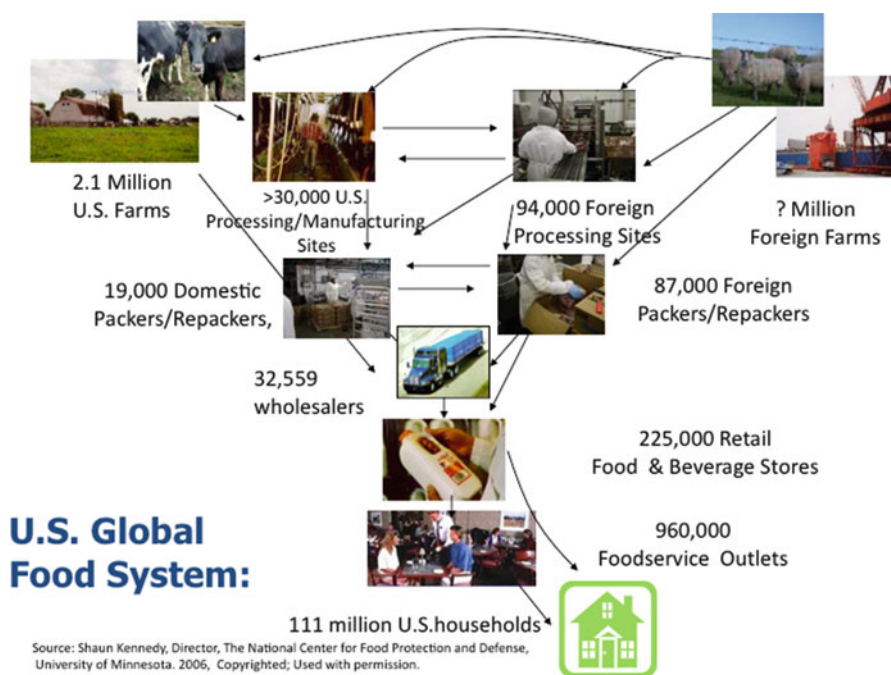 2.1 Million
U.S. Farms
>30,000 U.S.
Processing/Manufacturing
Sites
94,000 Foreign
Processing Sites
? Million
Foreign Farms
19,000 Domestic
Packers/Repackers,
87,000 Foreign
Packers/Repackers
32,559
wholesalers
225,000 Retail
Food & Beverage Stores
U.S. Global
Food System:
960,000
Foodservice Outlets
111 million U.S.households
Source: Shaun Kennedy, Director, The National Center for Food Protection and Defense,
University of Minnesota. 2006, Copyrighted; Used with permission.